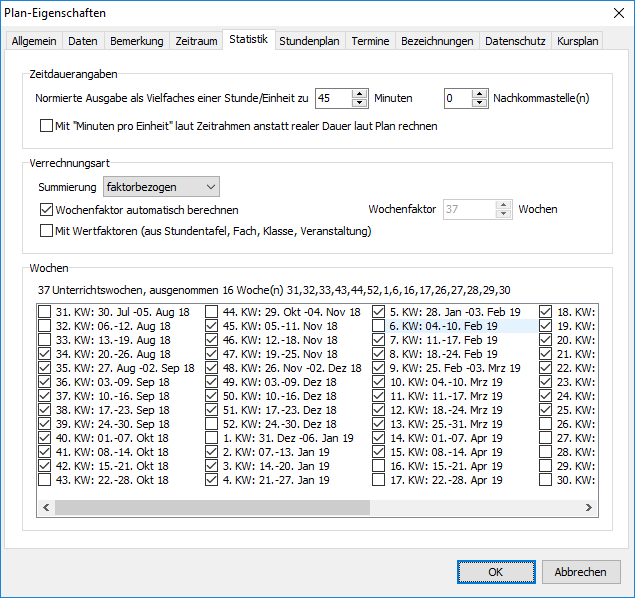 Plan-Eigenschaften
Allgemein Daten Bemerkung Zeitraum Statistik Stundenplan Termine Bezeichnungen Datenschutz Kursplan
Zeitdauerangaben
Normierte Ausgabe als Vielfaches einer Stunde/Einheit zu 45 Minuten 0 Nachkommastelle(n)
Mit "Minuten pro Einheit" laut Zeitrahmen anstatt realer Dauer laut Plan rechnen
Verrechnungsart
Summierung faktorbezogen
Wochenfaktor automatisch berechnen Wochenfaktor 37 Wochen
Mit Wertfaktoren (aus Stundentafel, Fach, Klasse, Veranstaltung)
Wochen
37 Unterrichtswochen, ausgenommen 16 Woche(n) 31,32,33,43,44,52,1,6,16,17,26,27,28,29,30
31. KW: 30. Jul -05. Aug 18 44. KW: 29. Okt -04. Nov 18 5. KW: 28. Jan -03. Feb 19 18. KW:
32. KW: 06.-12. Aug 18 45. KW: 05.-11. Nov 18 6. KW: 04.-10. Feb 19 19. KW:
33. KW: 13.-19. Aug 18 46. KW: 12.-18. Nov 18 7. KW: 11.-17. Feb 19 20. KW:
34. KW: 20.-26. Aug 18 47. KW: 19.-25. Nov 18 8. KW: 18.-24. Feb 19 21. KW:
35. KW: 27. Aug -02. Sep 18 48. KW: 26. Nov -02. Dez 18 9. KW: 25. Feb -03. Mrz 19 22. KW:
36. KW: 03.-09. Sep 18 49. KW: 03.-09. Dez 18 10. KW: 04.-10. Mrz 19 23. KW:
37. KW: 10.-16. Sep 18 50. KW: 10.-16. Dez 18 11. KW: 11.-17. Mrz 19 24. KW:
38. KW: 17.-23. Sep 18 51. KW: 17.-23. Dez 18 12. KW: 18.-24. Mrz 19 25. KW:
39. KW: 24.-30. Sep 18 52. KW: 24.-30. Dez 18 13. KW: 25.-31. Mrz 19 26. KW:
40. KW: 01.-07. Okt 18 1. KW: 31. Dez -06. Jan 19 14. KW: 01.-07. Apr 19 27. KW:
41. KW: 08.-14. Okt 18 2. KW: 07.-13. Jan 19 15. KW: 08.-14. Apr 19 28. KW:
42. KW: 15.-21. Okt 18 3. KW: 14.-20. Jan 19 16. KW: 15.-21. Apr 19 29. KW:
43. KW: 22.-28. Okt 18 4. KW: 21.-27. Jan 19 17. KW: 22.-28. Apr 19 30. KW:
OK Abbrechen